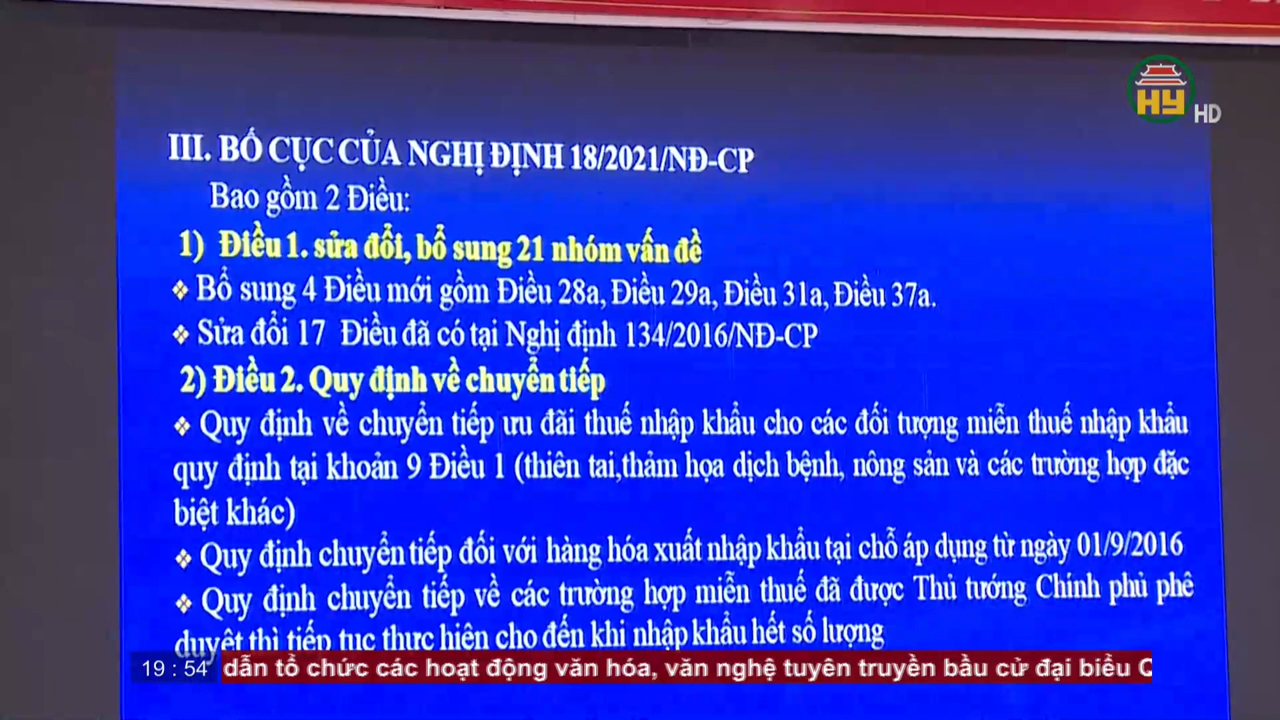 HY HD
III. BỐ CỤC CỦA NGHỊ ĐỊNH 18/2021/NĐ-CP
Bao gồm 2 Điều:
1) Điều 1. sửa đổi, bổ sung 21 nhóm vấn đề
❖ Bổ sung 4 Điều mới gồm Điều 28a, Điều 29a, Điều 31a, Điều 37a.
❖ Sửa đổi 17 Điều đã có tại Nghị định 134/2016/NĐ-CP
2) Điều 2. Quy định về chuyển tiếp
❖ Quy định về chuyển tiếp ưu đãi thuế nhập khẩu cho các đối tượng miễn thuế nhập khẩu
quy định tại khoản 9 Điều 1 (thiên tai,thảm họa dịch bệnh, nông sản và các trường hợp đặc
biệt khác)
❖ Quy định chuyển tiếp đối với hàng hóa xuất nhập khẩu tại chỗ áp dụng từ ngày 01/9/2016
❖ Quy định chuyển tiếp về các trường hợp miễn thuế đã được Thủ tướng Chính phủ phê
duyệt thì tiếp tục thực hiện cho đến khi nhập khẩu hết số lượng
19 : 54 dẫn tổ chức các hoạt động văn hóa, văn nghệ tuyên truyền bầu cử đại biểu